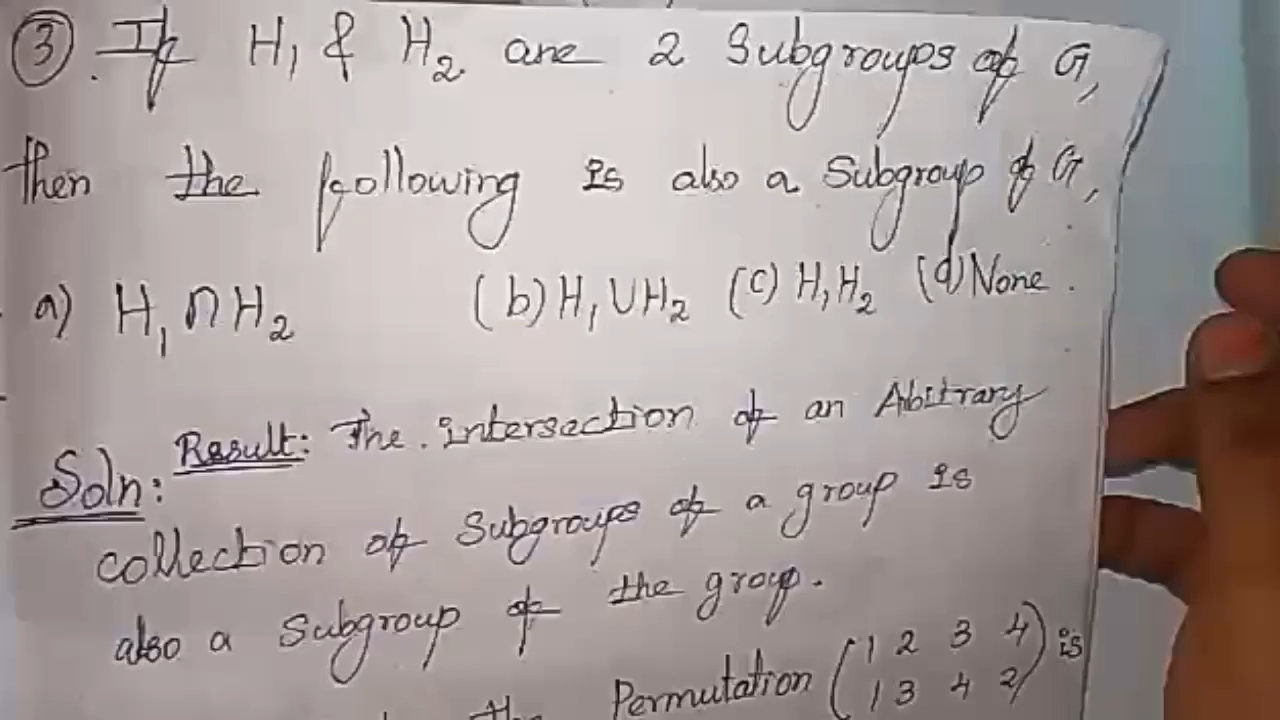 ③. If H₁ & H₂ are 2 Subgroups of G,
then the following is also a Subgroup of G,
a) H₁∩H₂ (b) H₁∪H₂ (c) H₁H₂ (d) None.
Soln: Result: The intersection of an Abitrary
collection of Subgroups of a group is
also a Subgroup of the group.
the Permutation (1 2 3 4 is
1 3 4 2)